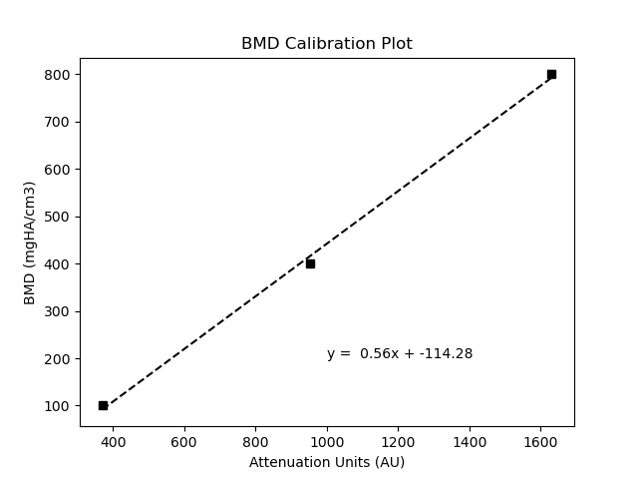 BMD Calibration Plot
800
700
600
500
400
300
200
100
BMD (mgHA/cm3)
y =  0.56x + -114.28
400 600 800 1000 1200 1400 1600
Attenuation Units (AU)